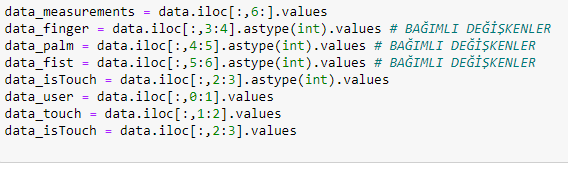 data_measurements = data.iloc[:,6:].values
data_finger = data.iloc[:,3:4].astype(int).values # BAĞIMLI DEĞİŞKENLER
data_palm = data.iloc[:,4:5].astype(int).values # BAĞIMLI DEĞİŞKENLER
data_fist = data.iloc[:,5:6].astype(int).values # BAĞIMLI DEĞİŞKENLER
data_isTouch = data.iloc[:,2:3].astype(int).values
data_user = data.iloc[:,0:1].values
data_touch = data.iloc[:,1:2].values
data_isTouch = data.iloc[:,2:3].values